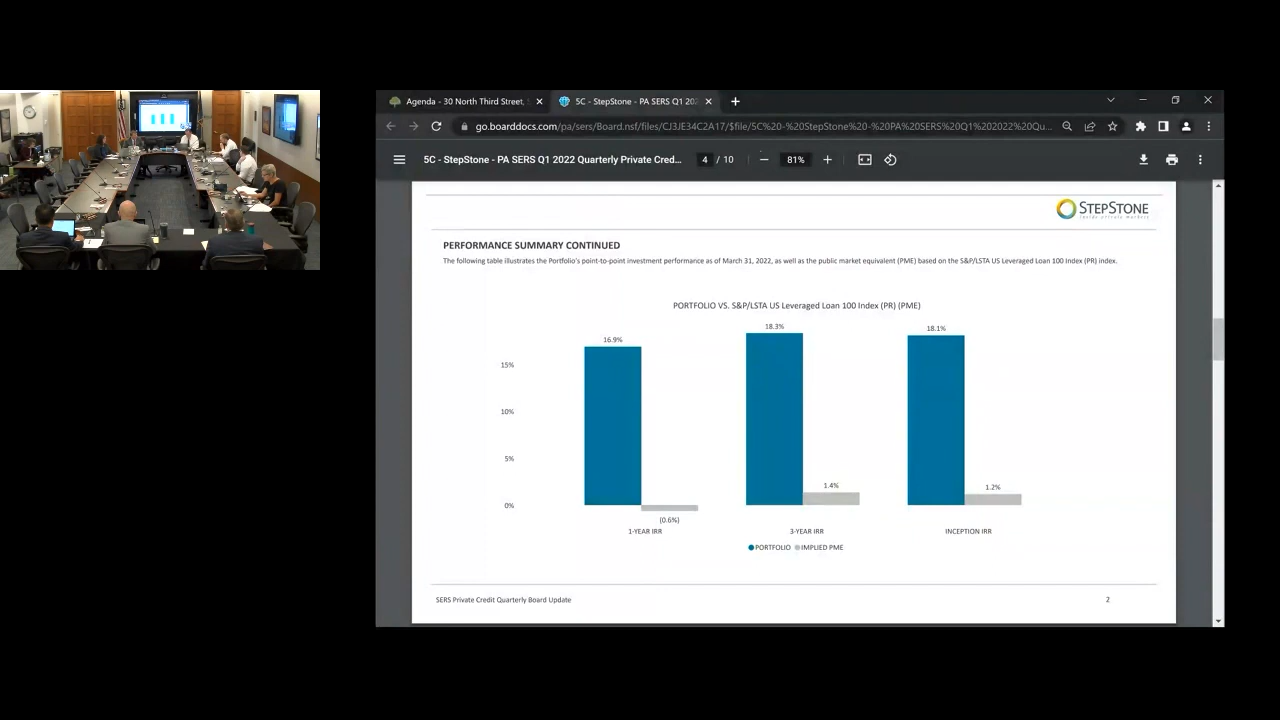 Agenda - 30 North Third Street,
5C - StepStone - PA SERS Q1 202
go.boarddocs.com/pa/sers/Board.nsf/files/CJ3JE34C2A17/$file/5C%20-%20StepStone%20-%20PA%20SERS%20Q1%202022%20Qu...
5C - StepStone - PA SERS Q1 2022 Quarterly Private Cred...
4 / 10
81%
STEPSTONE
PERFORMANCE SUMMARY CONTINUED
The following table illustrates the Portfolio's point-to-point investment performance as of March 31, 2022, as well as the public market equivalent (PME) based on the S&P/LSTA US Leveraged Loan 100 Index (PR) index.
PORTFOLIO VS. S&P/LSTA US Leveraged Loan 100 Index (PR) (PME)
18.3%
18.1%
16.9%
15%
10%
5%
1.4%
1.2%
0%
(0.6%)
1-YEAR IRR
3-YEAR IRR
INCEPTION IRR
PORTFOLIO
IMPLIED PME
SERS Private Credit Quarterly Board Update
2